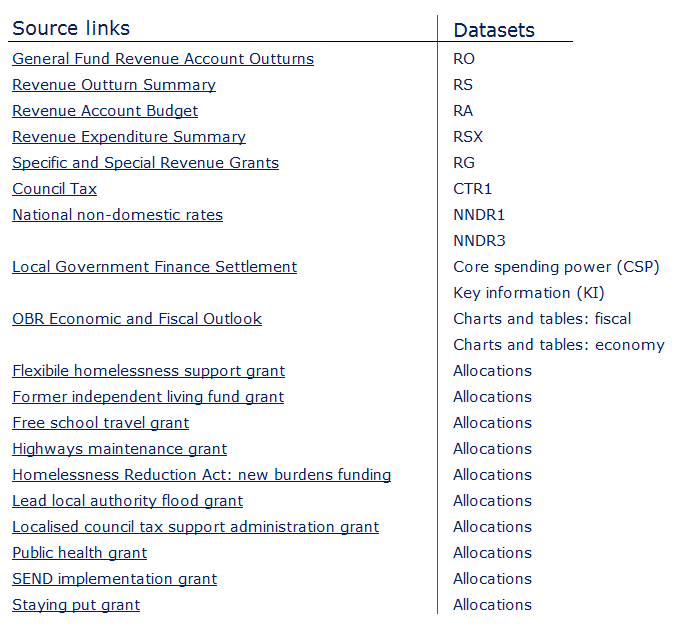 Source links Datasets
General Fund Revenue Account Outturns RO
Revenue Outturn Summary RS
Revenue Account Budget RA
Revenue Expenditure Summary RSX
Specific and Special Revenue Grants RG
Council Tax CTR1
National non-domestic rates NNDR1
NNDR3
Local Government Finance Settlement Core spending power (CSP)
Key information (KI)
OBR Economic and Fiscal Outlook Charts and tables: fiscal
Charts and tables: economy
Flexibile homelessness support grant Allocations
Former independent living fund grant Allocations
Free school travel grant Allocations
Highways maintenance grant Allocations
Homelessness Reduction Act: new burdens funding Allocations
Lead local authority flood grant Allocations
Localised council tax support administration grant Allocations
Public health grant Allocations
SEND implementation grant Allocations
Staying put grant Allocations